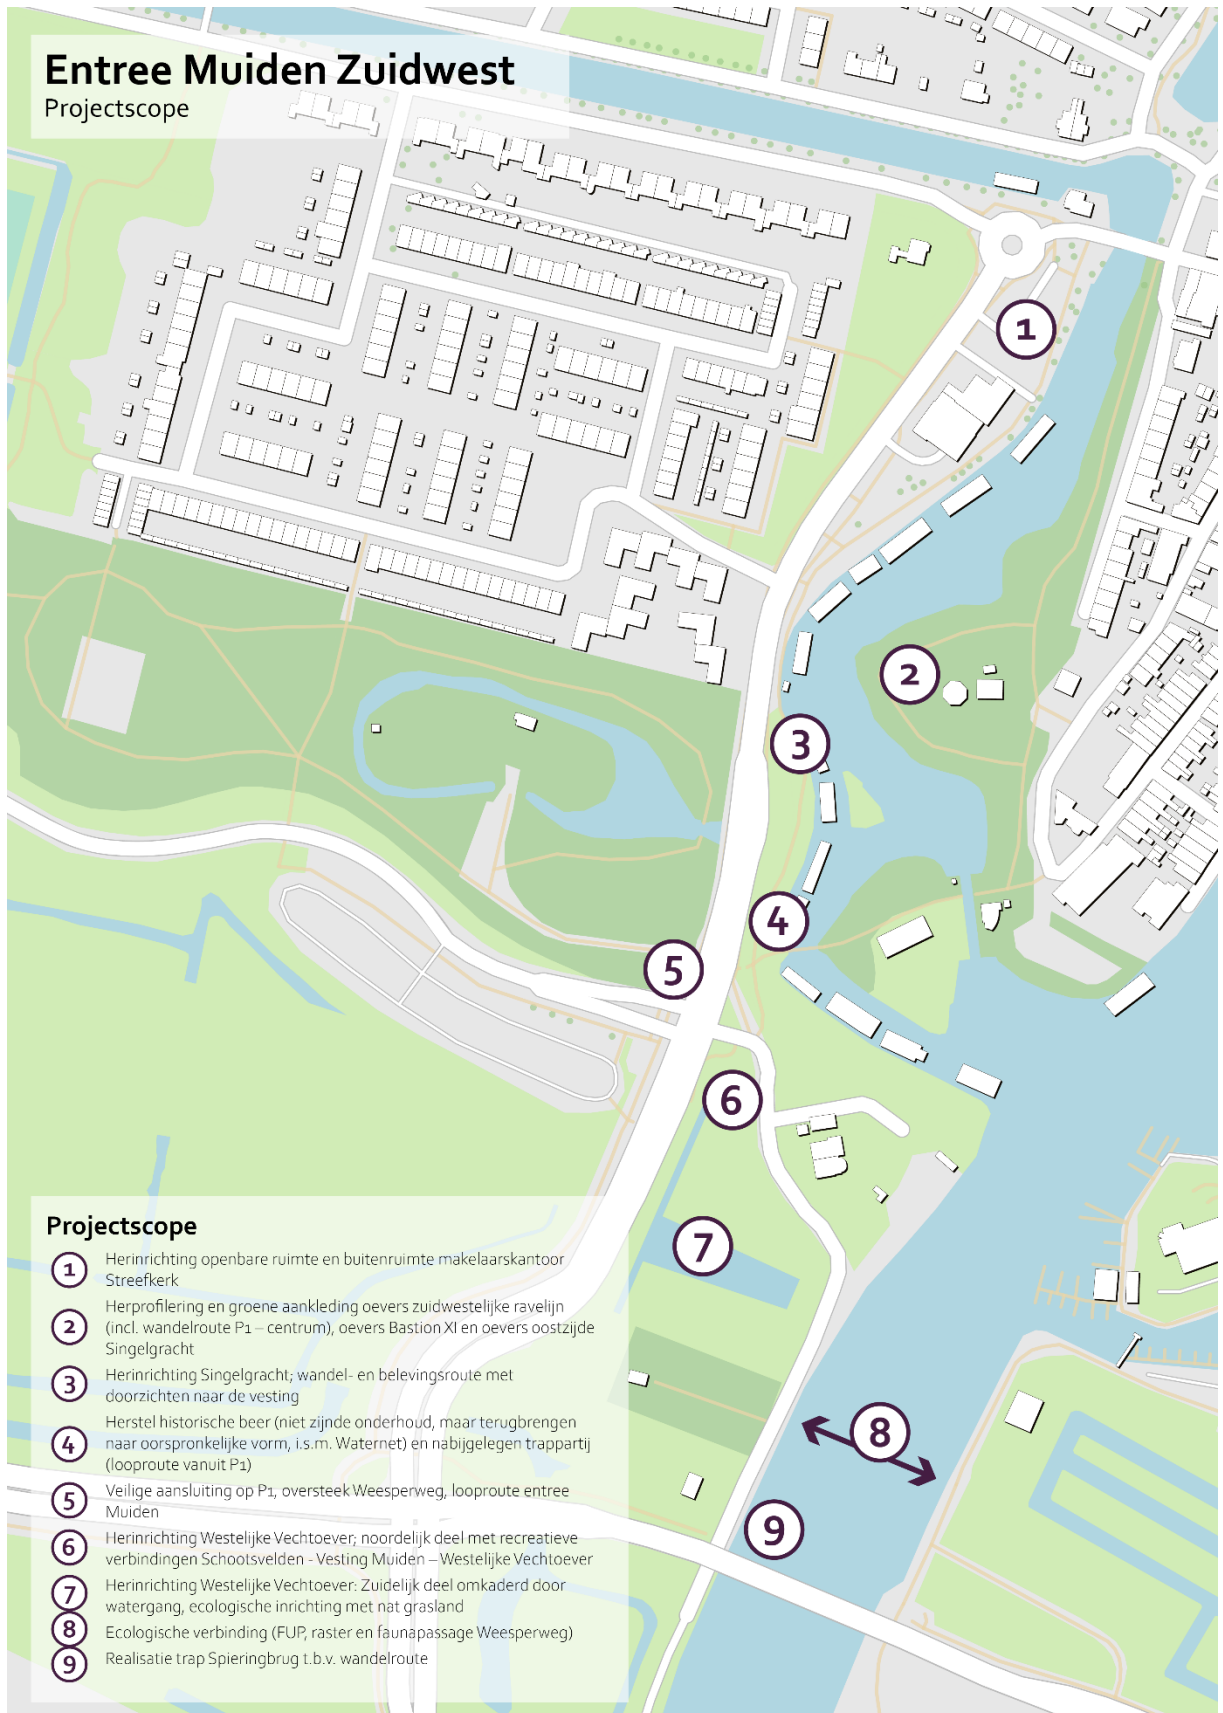 Entree Muiden Zuidwest
Projectscope
1
2
3
4
5
6
7
8
9
Projectscope
1 Herinrichting openbare ruimte en buitenruimte makelaarskantoor
Streefkerk
2 Herprofilering en groene aankleding oevers zuidwestelijke ravelijn
(incl. wandelroute P1 – centrum), oevers Bastion XI en oevers oostzijde
Singelgracht
3 Herinrichting Singelgracht; wandel- en belevingsroute met
doorzichten naar de vesting
4 Herstel historische beer (niet zijnde onderhoud, maar terugbrengen
naar oorspronkelijke vorm, i.s.m. Waternet) en nabijgelegen trappartij
(looproute vanuit P1)
5 Veilige aansluiting op P1, oversteek Weesperweg, looproute entree
Muiden
6 Herinrichting Westelijke Vechtoever; noordelijk deel met recreatieve
verbindingen Schootsvelden - Vesting Muiden – Westelijke Vechtoever
7 Herinrichting Westelijke Vechtoever: Zuidelijk deel omkaderd door
watergang, ecologische inrichting met nat grasland
8 Ecologische verbinding (FUP, raster en faunapassage Weesperweg)
9 Realisatie trap Spieringbrug t.b.v. wandelroute